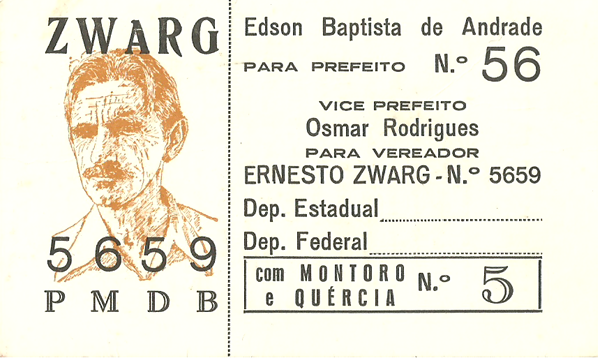 ZWARG
5659
PMDB
Edson Baptista de Andrade
PARA PREFEITO N.º 56
VICE PREFEITO
Osmar Rodrigues
PARA VEREADOR
ERNESTO ZWARG - N.º 5659
Dep. Estadual
Dep. Federal
com MONTORO
e QUÉRCIA N.º 5